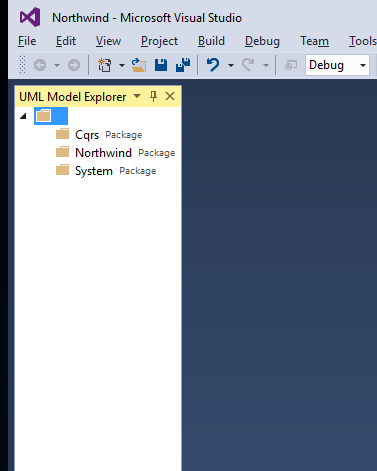 Northwind - Microsoft Visual Studio
File Edit View Project Build Debug Team Tools
Debug
UML Model Explorer
Cqrs Package
Northwind Package
System Package